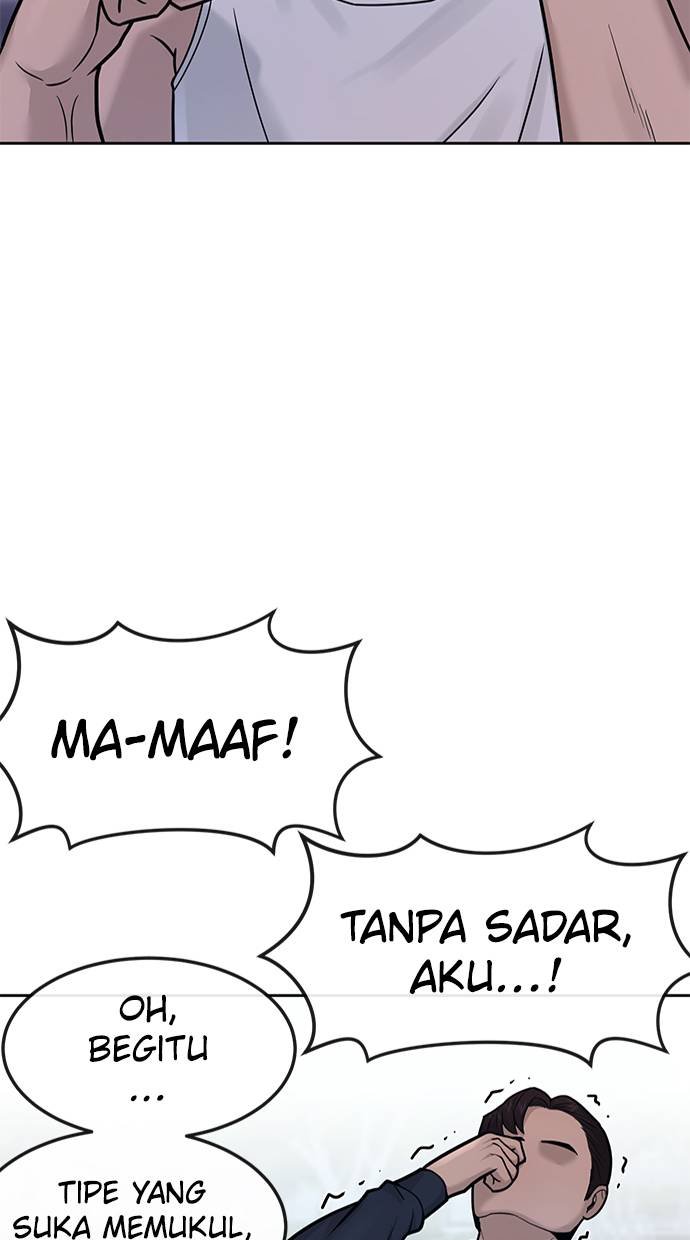 MA-MAAF!
TANPA SADAR,
AKU...!
OH,
BEGITU
...
TIPE YANG
SUKA MEMUKUL,